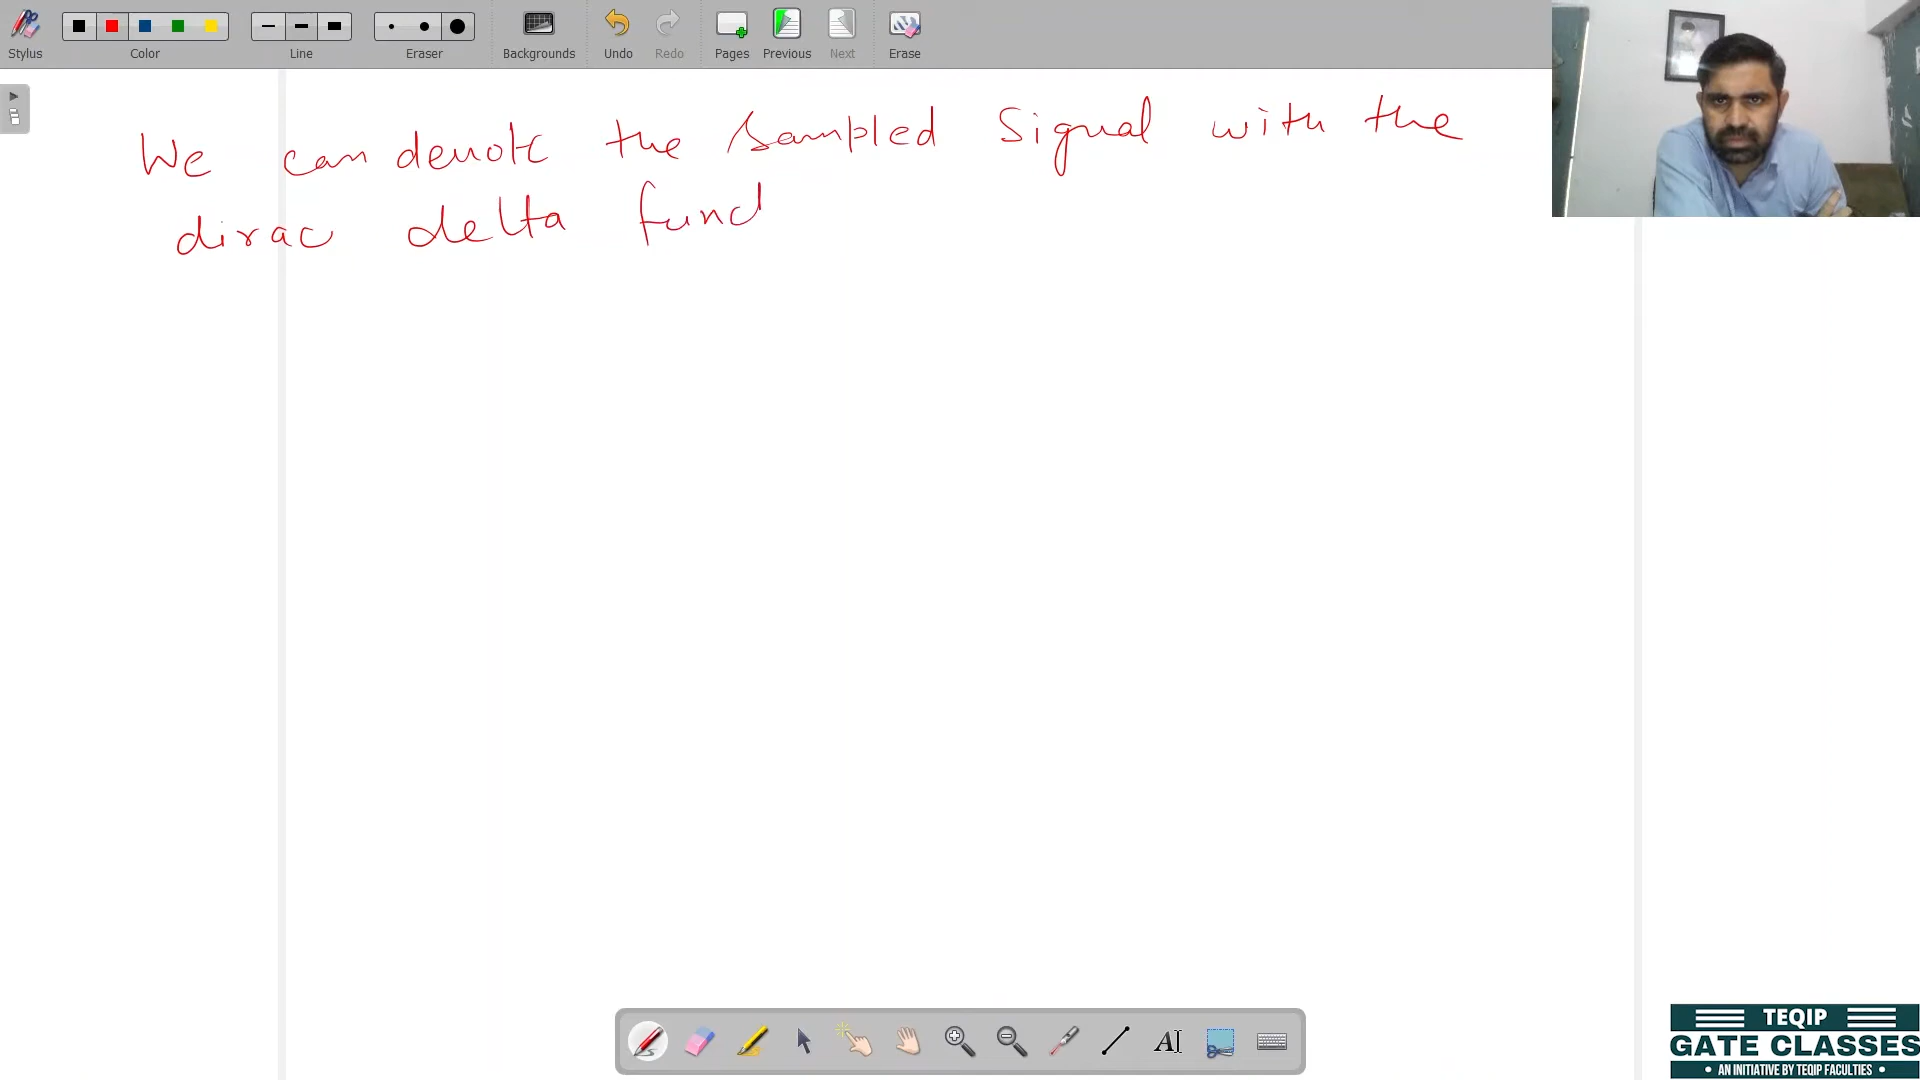 Stylus
Color
Line
Eraser
Backgrounds
Undo
Redo
Pages
Previous
Next
Erase
We can denote the sampled signal with the
dirac delta func
A
TEQIP
GATE CLASSES
• AN INITIATIVE BY TEQIP FACULTIES •